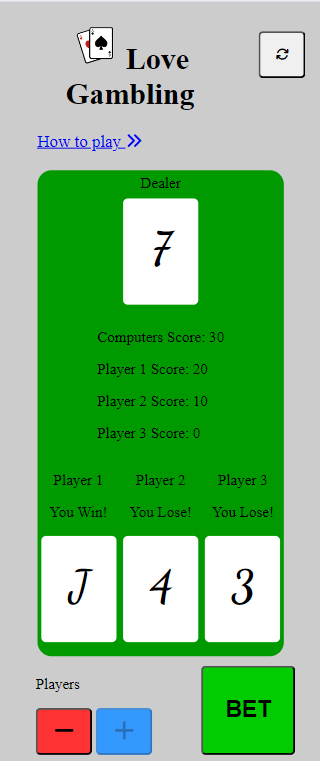 Love
Gambling
How to play »
Dealer
7
Computers Score: 30
Player 1 Score: 20
Player 2 Score: 10
Player 3 Score: 0
Player 1 Player 2 Player 3
You Win! You Lose! You Lose!
J 4 3
Players
BET
− +